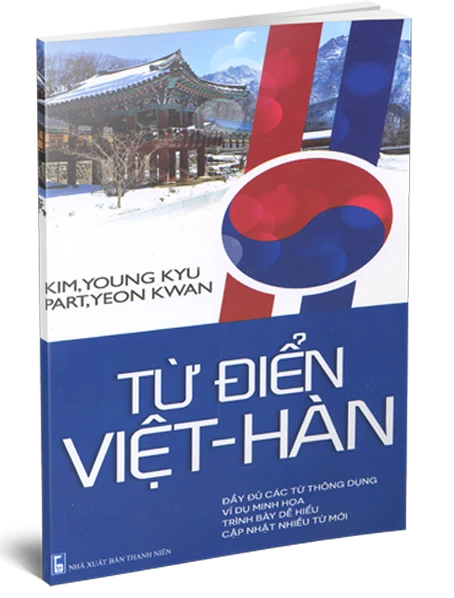 KIM,YOUNG KYU
PART,YEON KWAN
TỪ ĐIỂN
VIỆT-HÀN
ĐẦY ĐỦ CÁC TỪ THÔNG DỤNG
VÍ DỤ MINH HỌA
TRÌNH BÀY DỄ HIỂU
CẬP NHẬT NHIỀU TỪ MỚI
NHÀ XUẤT BẢN THANH NIÊN